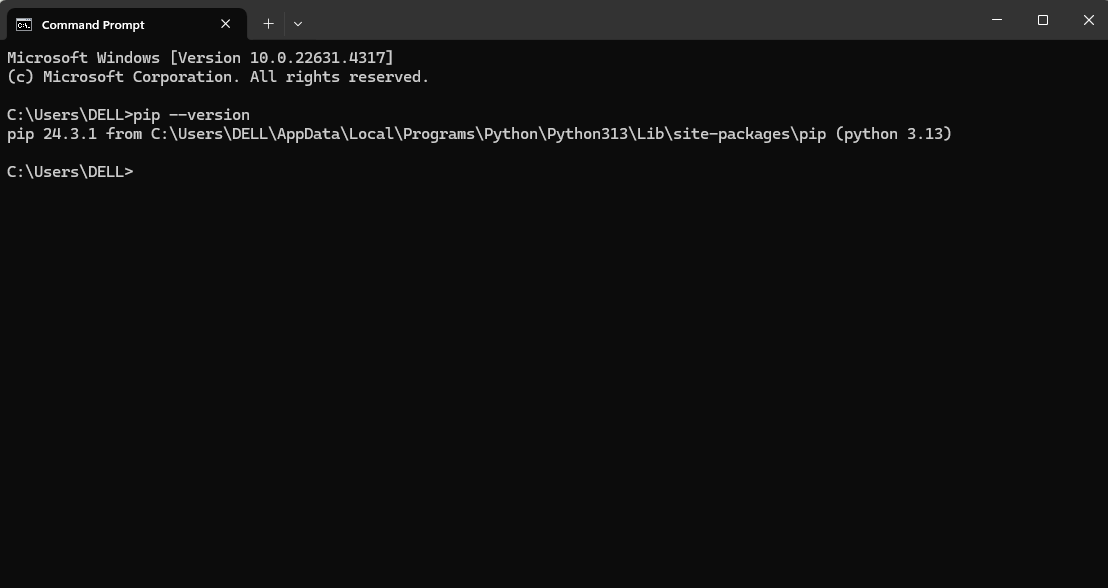 Command Prompt
Microsoft Windows [Version 10.0.22631.4317]
(c) Microsoft Corporation. All rights reserved.
C:\Users\DELL>pip --version
pip 24.3.1 from C:\Users\DELL\AppData\Local\Programs\Python\Python313\Lib\site-packages\pip (python 3.13)
C:\Users\DELL>